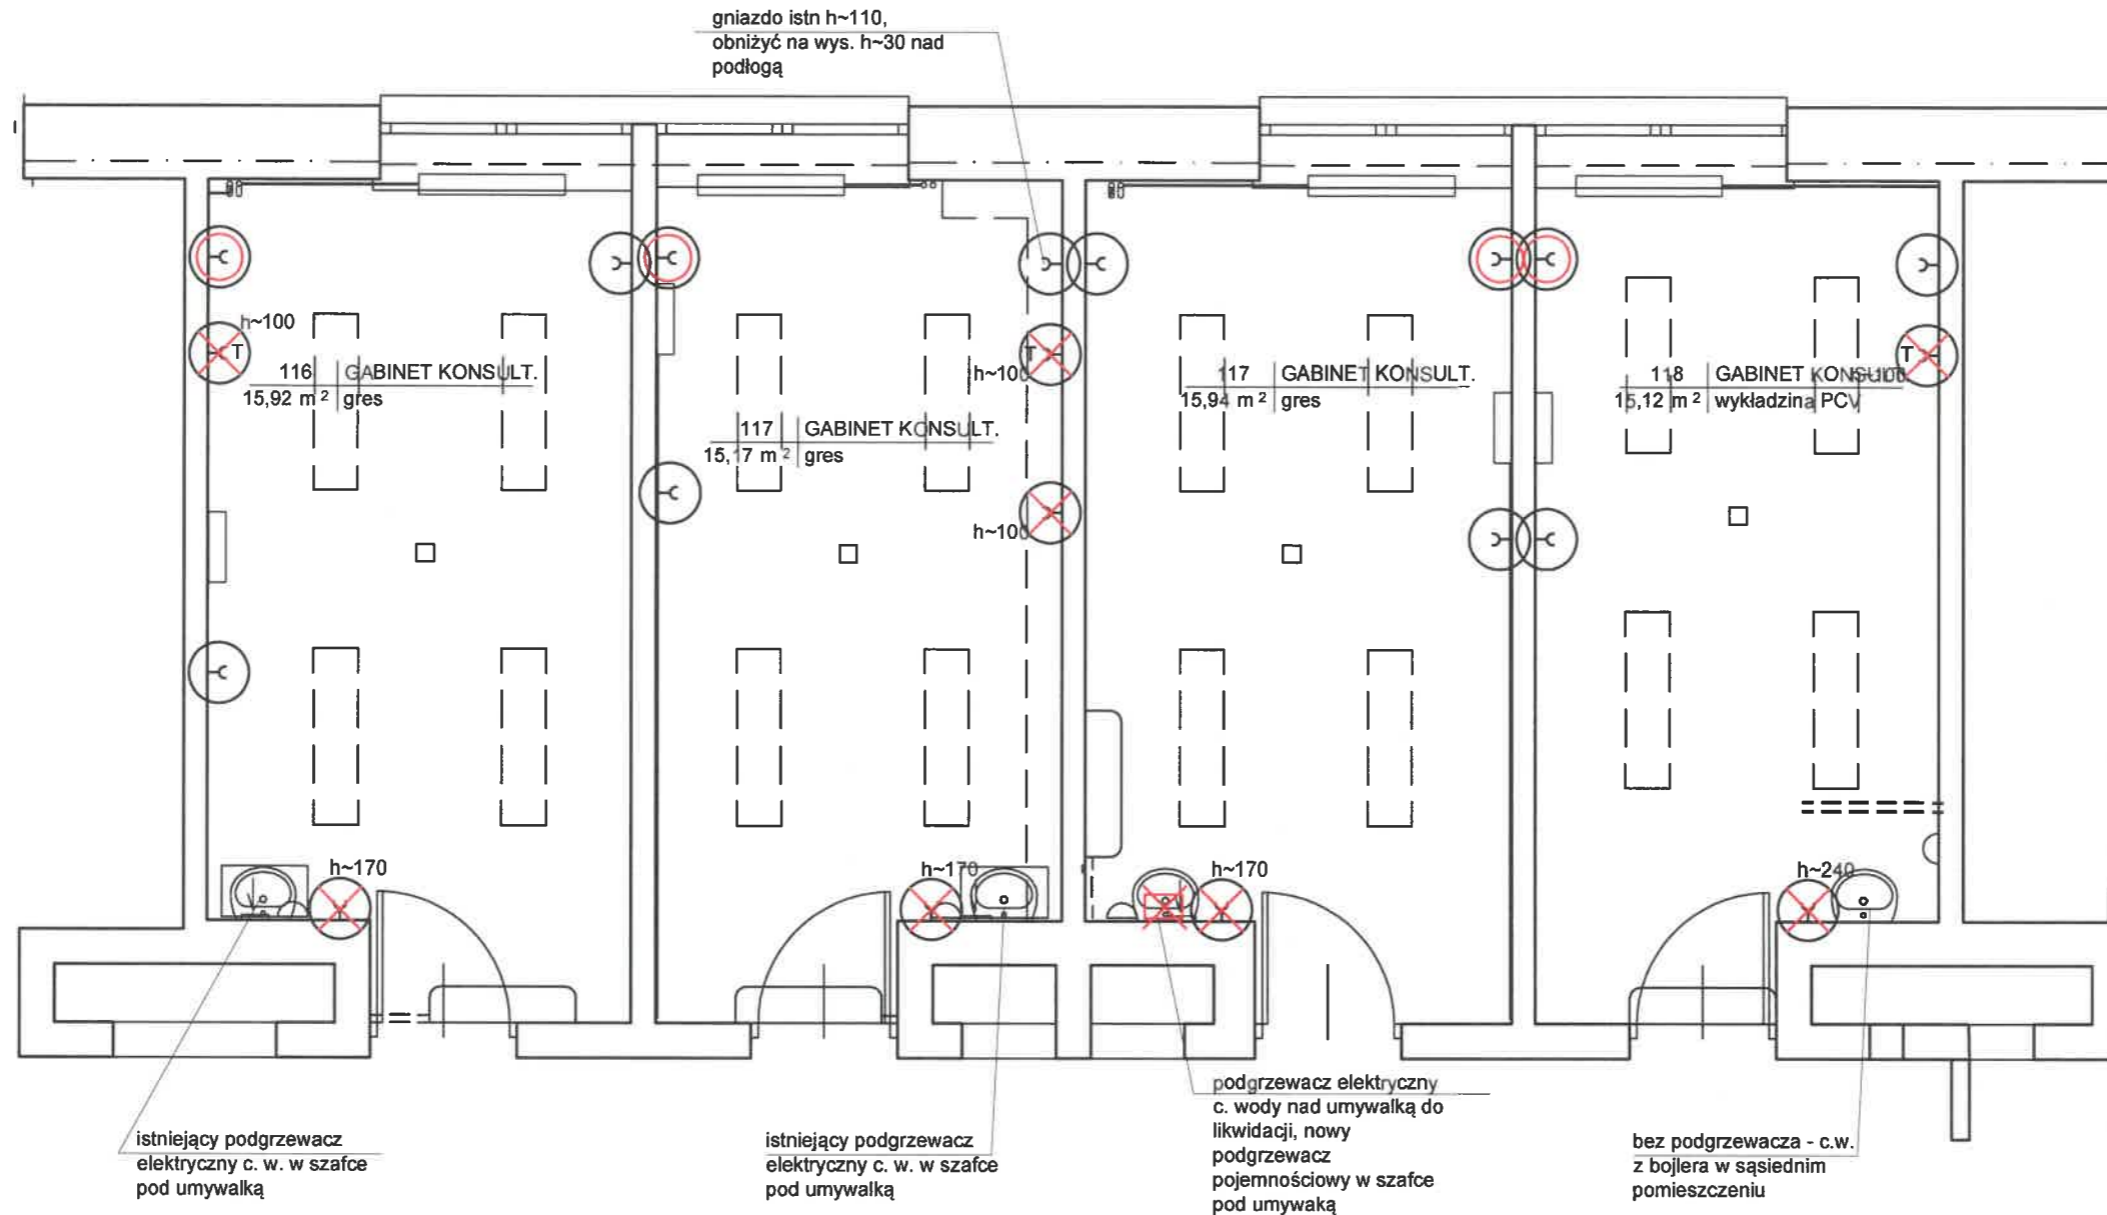 gniazdo istn h~110,
obniżyć na wys. h~30 nad
podłogą
h~100
T
116 GABINET KONSULT.
15,92 m² gres
117 GABINET KONSULT.
15,17 m² gres
T
h~100
h~100
117 GABINET KONSULT.
15,94 m² gres
T
h~100
118 GABINET KONSULT.
15,12 m² wykładzina PCV
h~170
h~170
h~170
h~240
istniejący podgrzewacz
elektryczny c. w. w szafce
pod umywalką
istniejący podgrzewacz
elektryczny c. w. w szafce
pod umywalką
podgrzewacz elektryczny
c. wody nad umywalką do
likwidacji, nowy
podgrzewacz
pojemnościowy w szafce
pod umywaką
bez podgrzewacza - c.w.
z bojlera w sąsiednim
pomieszczeniu